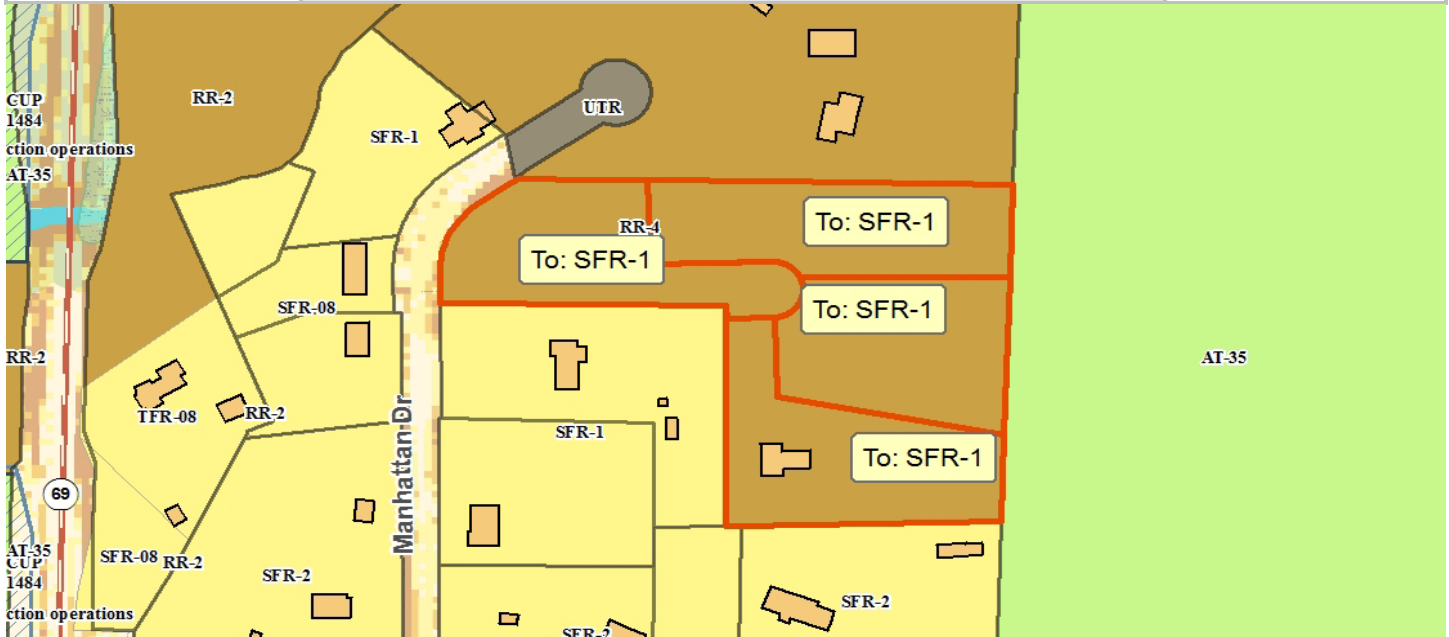 RR-2
CUP
1484
ction operations
AT-35
UTR
SFR-1
To: SFR-1
RR-4
To: SFR-1
SFR-08
To: SFR-1
RR-2
AT-35
TFR-08
RR-2
SFR-1
Manhattan Dr
To: SFR-1
69
AT-35
CUP
1484
SFR-08
RR-2
SFR-2
SFR-2
ction operations
SFR-2